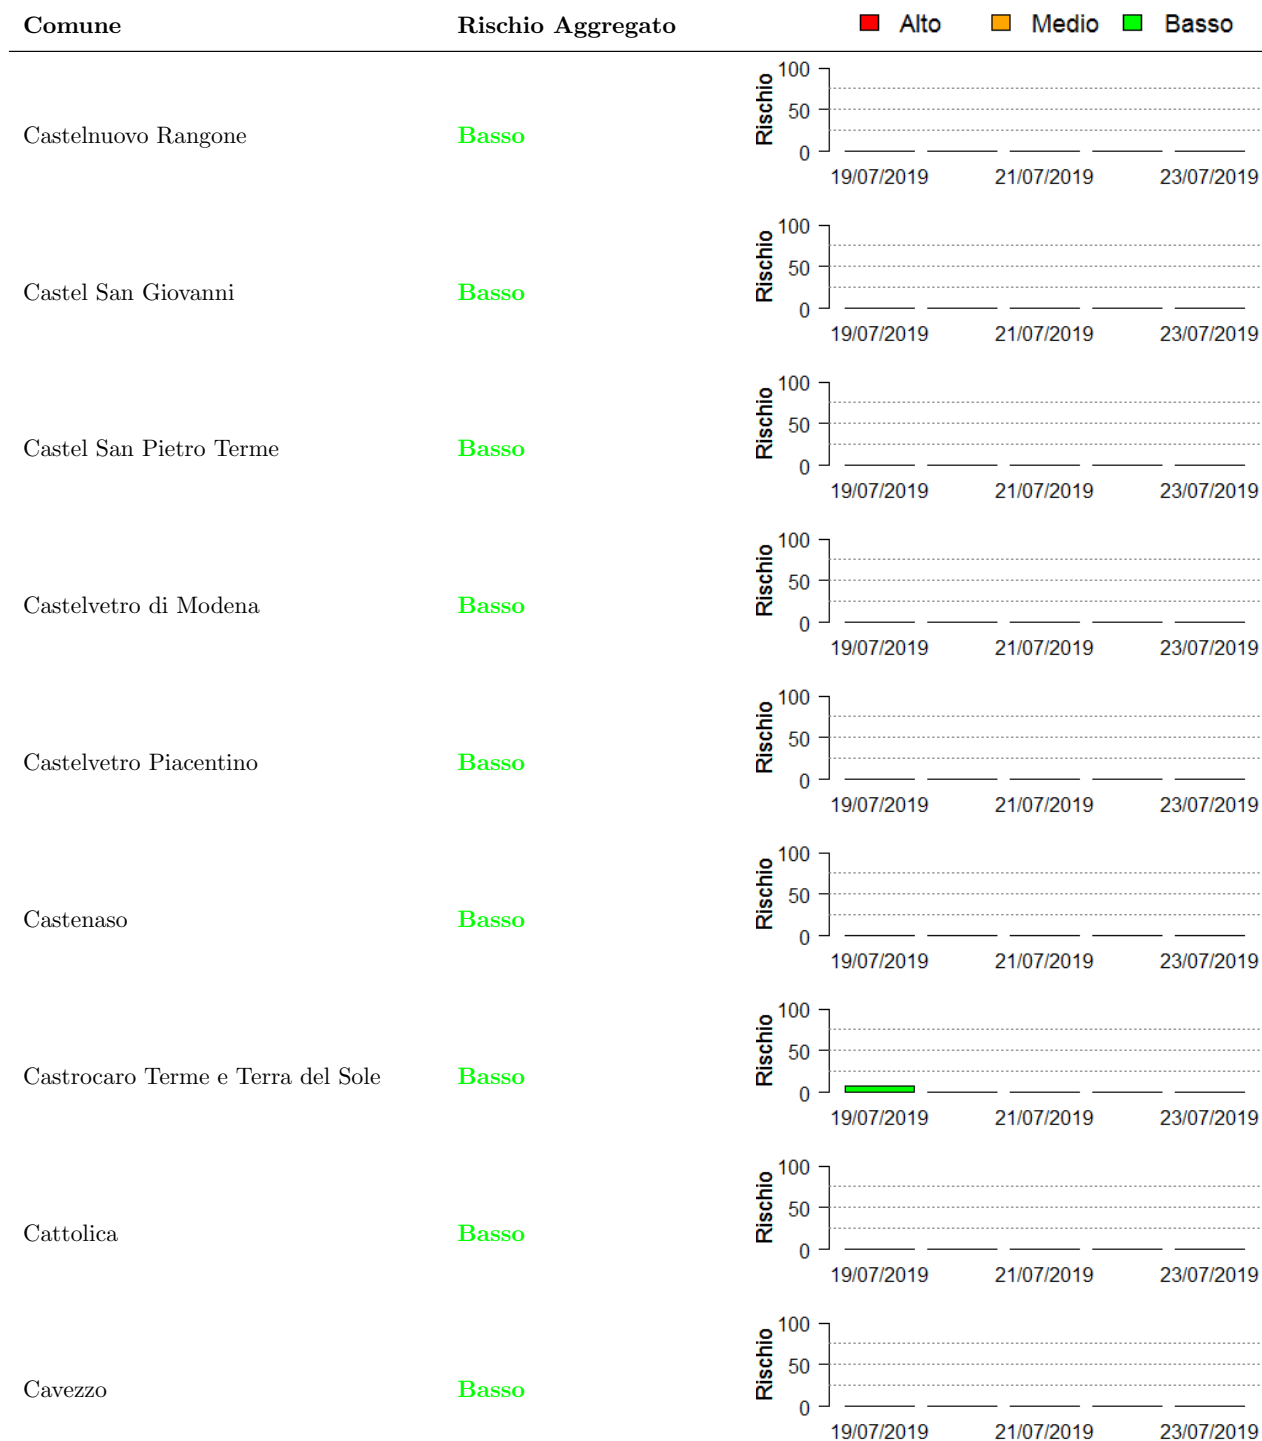 Comune Rischio Aggregato Alto Medio Basso
100
50
0
Rischio
Castelnuovo Rangone Basso
19/07/2019 21/07/2019 23/07/2019
100
50
0
Rischio
Castel San Giovanni Basso
19/07/2019 21/07/2019 23/07/2019
100
50
0
Rischio
Castel San Pietro Terme Basso
19/07/2019 21/07/2019 23/07/2019
100
50
0
Rischio
Castelvetro di Modena Basso
19/07/2019 21/07/2019 23/07/2019
100
50
0
Rischio
Castelvetro Piacentino Basso
19/07/2019 21/07/2019 23/07/2019
100
50
0
Rischio
Castenaso Basso
19/07/2019 21/07/2019 23/07/2019
100
50
0
Rischio
Castrocaro Terme e Terra del Sole Basso
19/07/2019 21/07/2019 23/07/2019
100
50
0
Rischio
Cattolica Basso
19/07/2019 21/07/2019 23/07/2019
100
50
0
Rischio
Cavezzo Basso
19/07/2019 21/07/2019 23/07/2019